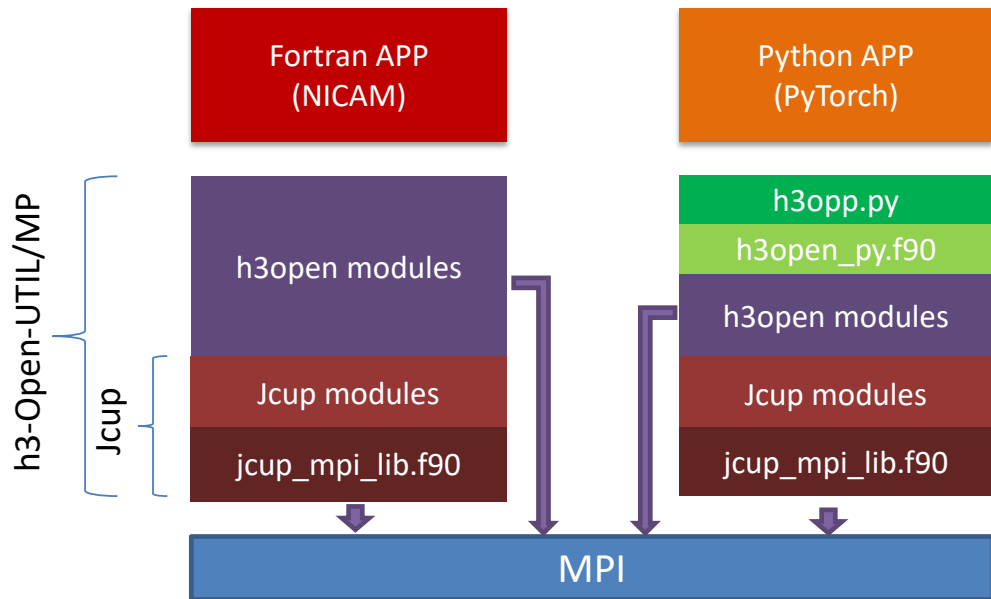 Fortran APP
(NICAM)
Python APP
(PyTorch)
h3-Open-UTIL/MP
Jcup
h3open modules
Jcup modules
jcup_mpi_lib.f90
h3opp.py
h3open_py.f90
h3open modules
Jcup modules
jcup_mpi_lib.f90
MPI